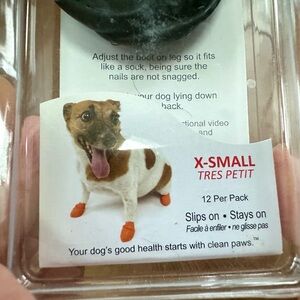 Adjust the boot on leg so it fits
like a sock, being sure the
nails are not snagged.
your dog lying down
back.
video
and
X-SMALL
TRES PETIT
12 Per Pack
Slips on • Stays on
Facile à enfiler • ne glisse pas
Your dog's good health starts with clean paws.™